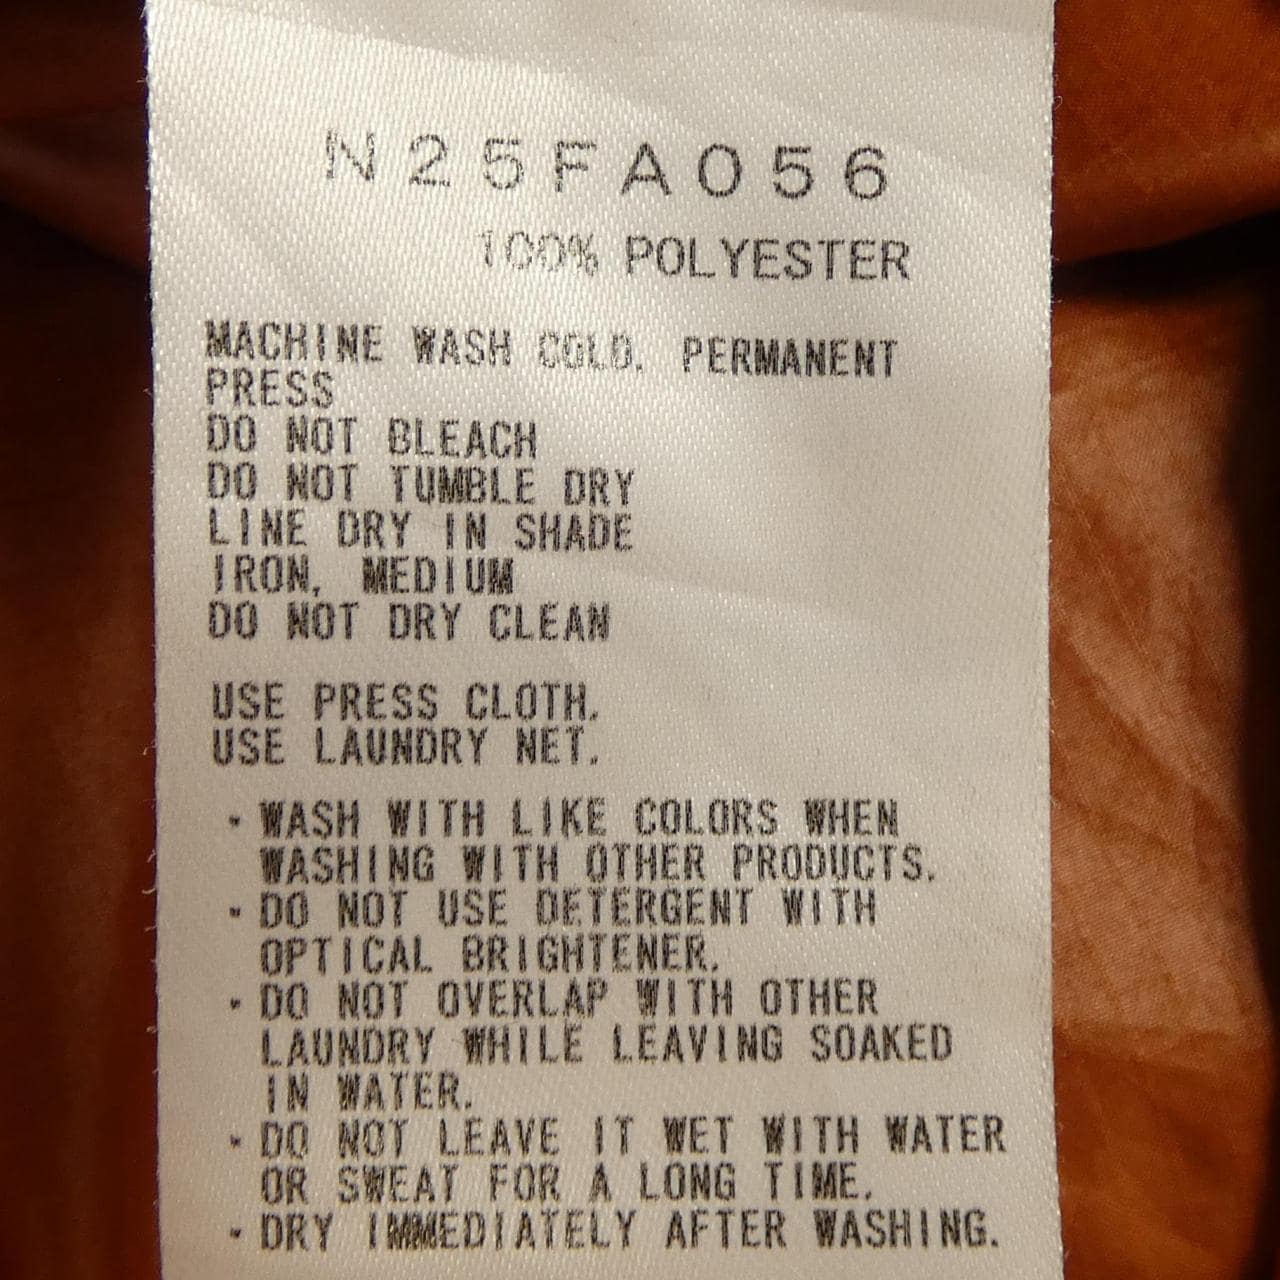 N25FA056
100% POLYESTER
MACHINE WASH COLD, PERMANENT
PRESS
DO NOT BLEACH
DO NOT TUMBLE DRY
LINE DRY IN SHADE
IRON, MEDIUM
DO NOT DRY CLEAN
USE PRESS CLOTH.
USE LAUNDRY NET.
・WASH WITH LIKE COLORS WHEN
WASHING WITH OTHER PRODUCTS.
・DO NOT USE DETERGENT WITH
OPTICAL BRIGHTENER.
・DO NOT OVERLAP WITH OTHER
LAUNDRY WHILE LEAVING SOAKED
IN WATER.
・DO NOT LEAVE IT WET WITH WATER
OR SWEAT FOR A LONG TIME.
・DRY IMMEDIATELY AFTER WASHING.